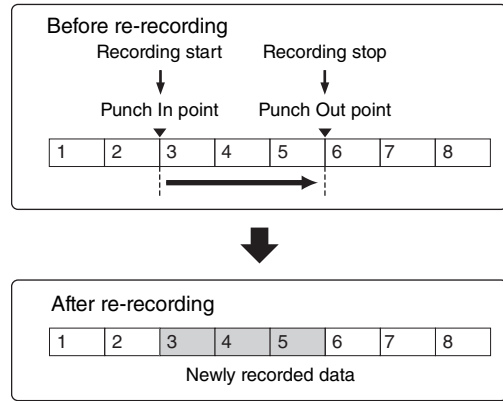 Before re-recording
Recording start Recording stop
Punch In point Punch Out point
1 2 3 4 5 6 7 8
After re-recording
1 2 3 4 5 6 7 8
Newly recorded data